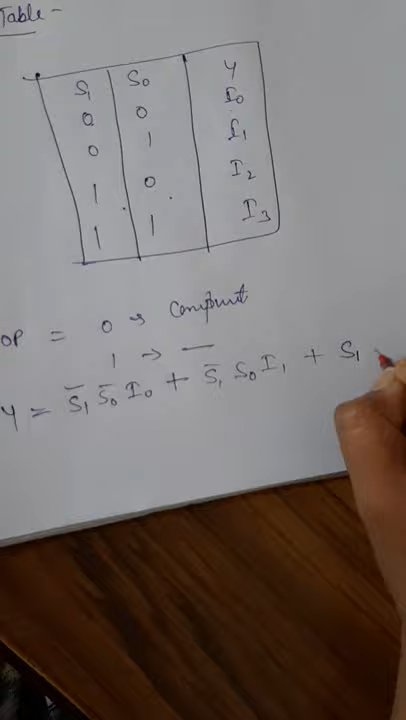 Table -
S1 S0 Y
0 0 I0
0 1 I1
1 0 I2
1 1 I3
OP = 0 → Complimt
1 → —
Y = S̄1 S̄0 I0 + S̄1 S0 I1 + S1